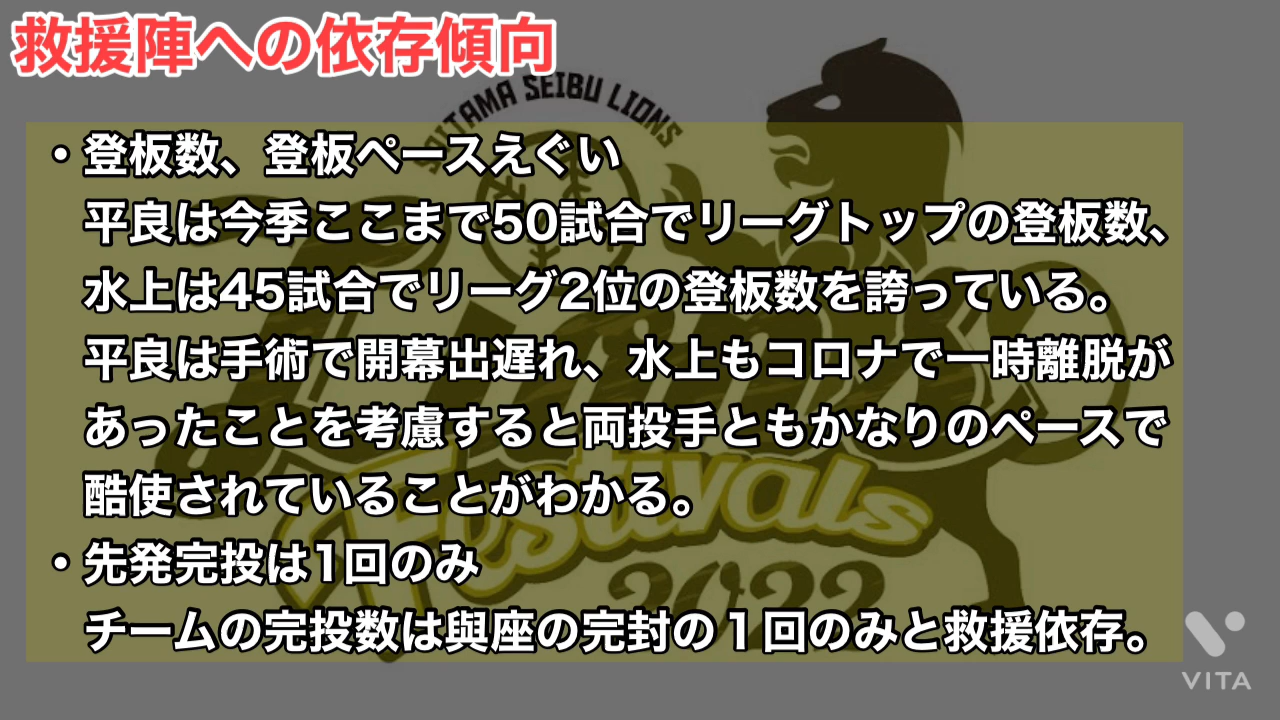 救援陣への依存傾向
SAITAMA SEIBU LIONS
・登板数、登板ペースえぐい
平良は今季ここまで50試合でリーグトップの登板数、
水上は45試合でリーグ2位の登板数を誇っている。
平良は手術で開幕出遅れ、水上もコロナで一時離脱が
あったことを考慮すると両投手ともかなりのペースで
酷使されていることがわかる。
・先発完投は1回のみ
チームの完投数は與座の完封の１回のみと救援依存。
Lions
Festivals
2022
VITA